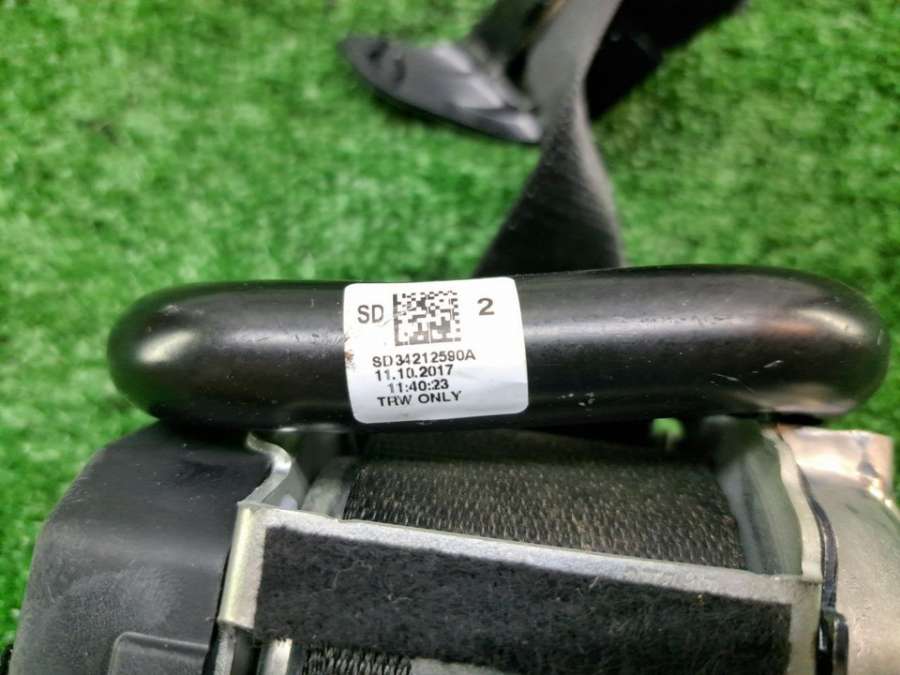 SD 2
SD34212590A
11.10.2017
11:40:23
TRW ONLY